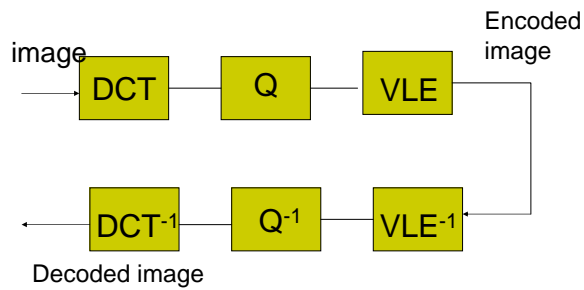 Encoded
image
image
DCT
Q
VLE
DCT⁻¹
Q⁻¹
VLE⁻¹
Decoded image